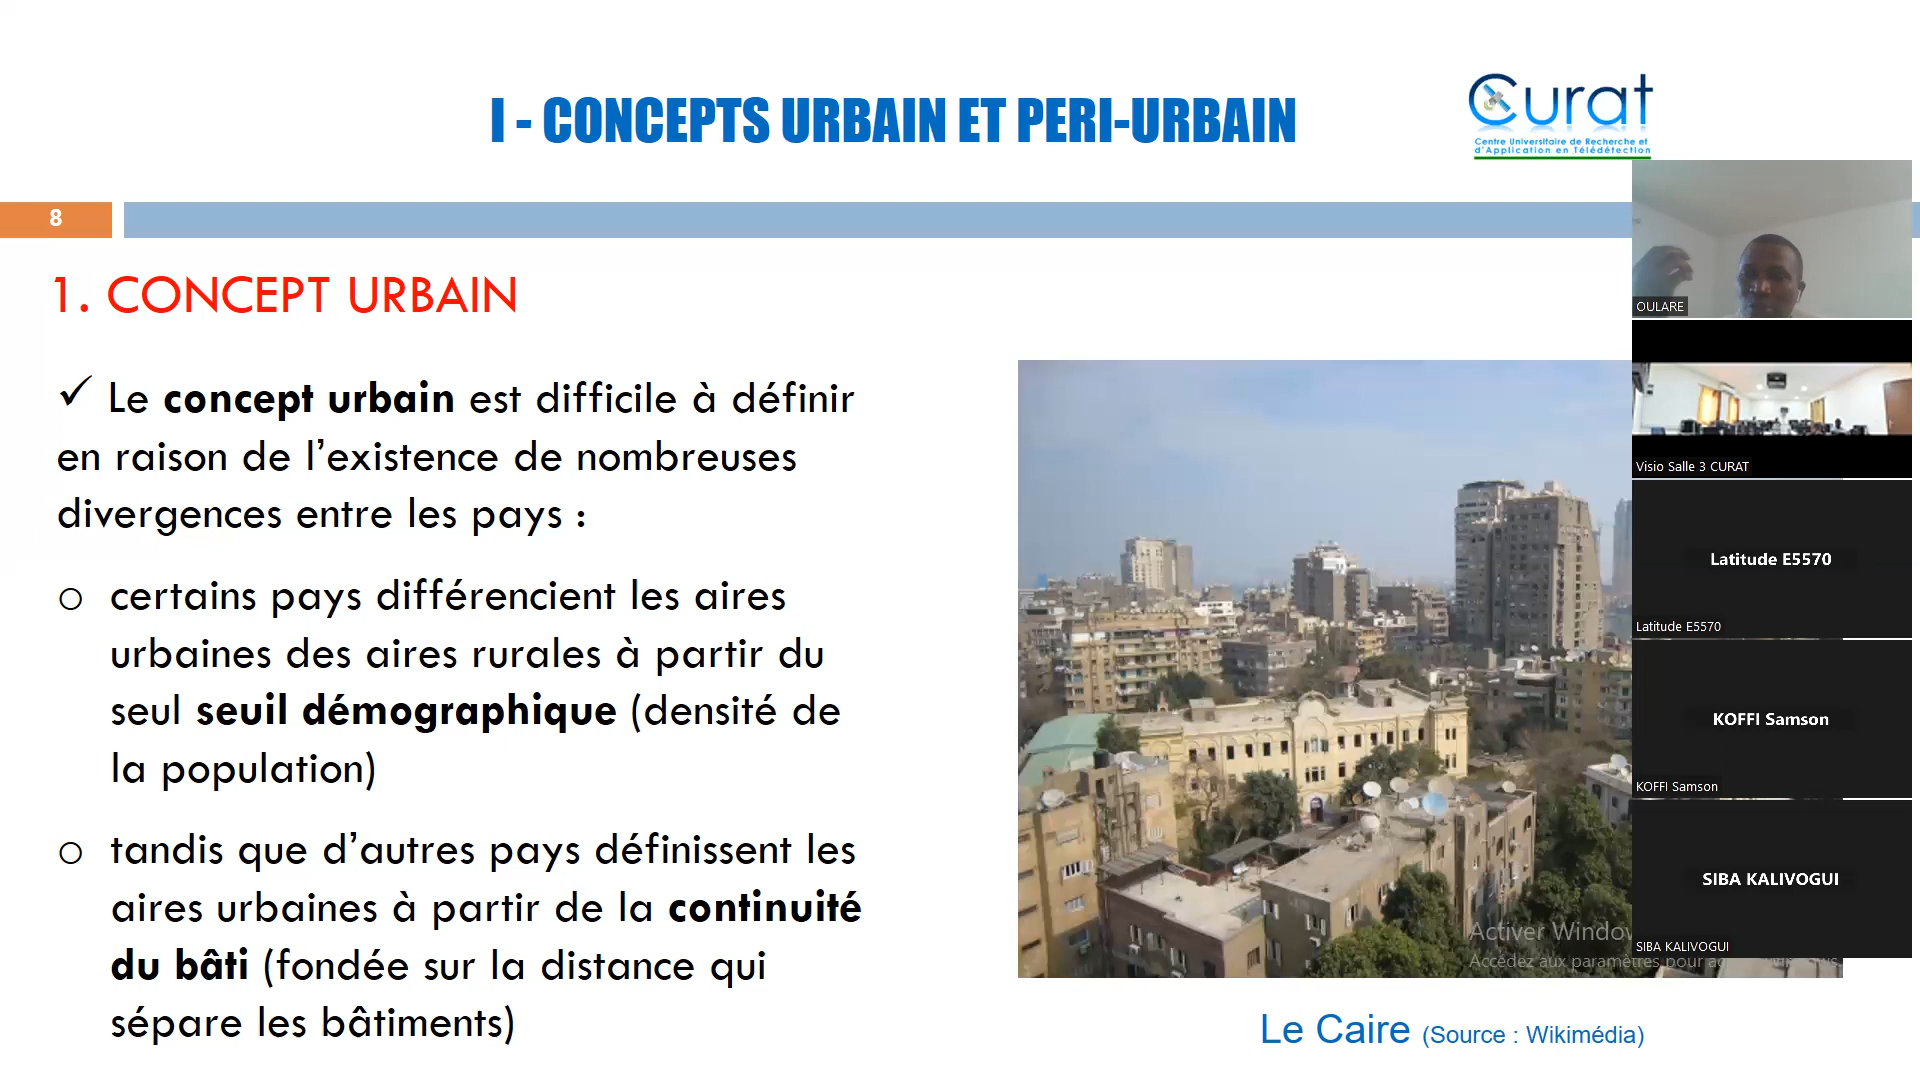 I - CONCEPTS URBAIN ET PERI-URBAIN
Curat
Centre Universitaire de Recherche et
d'Application en Télédétection
8
1. CONCEPT URBAIN
✓ Le concept urbain est difficile à définir
en raison de l'existence de nombreuses
divergences entre les pays :
o certains pays différencient les aires
urbaines des aires rurales à partir du
seul seuil démographique (densité de
la population)
o tandis que d'autres pays définissent les
aires urbaines à partir de la continuité
du bâti (fondée sur la distance qui
sépare les bâtiments)
Le Caire (Source : Wikimédia)
OULARE
Visio Salle 3 CURAT
Latitude E5570
Latitude E5570
KOFFI Samson
KOFFI Samson
SIBA KALIVOGUI
SIBA KALIVOGUI
Activer Window
Accédez aux paramètres pour